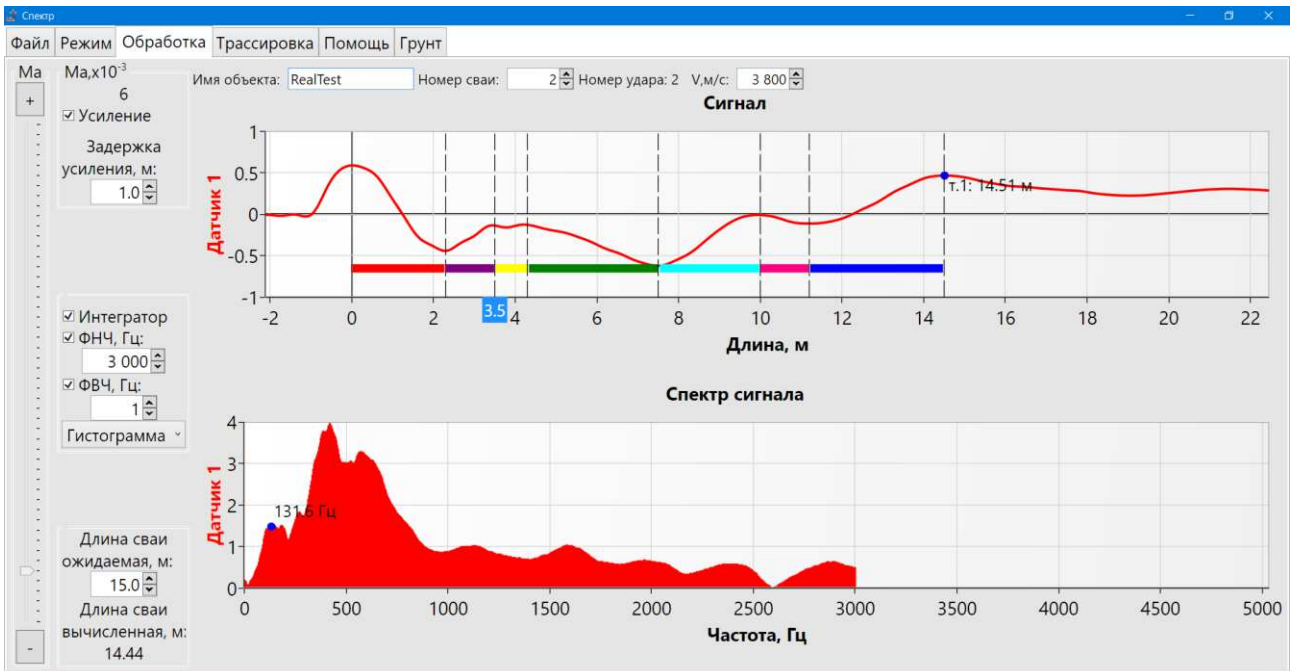 Спектр
Файл Режим Обработка Трассировка Помощь Грунт
Ма
+
-
Ma,x10-3
6
Усиление
Задержка
усиления, м:
1.0
Имя объекта: RealTest Номер сваи: 2 Номер удара: 2 V,м/с: 3 800
Сигнал
Датчик 1
1
0.5
0
-0.5
-1
т.1: 14.51 м
3.5
-2 0 2 4 6 8 10 12 14 16 18 20 22
Длина, м
Интегратор
ФНЧ, Гц:
3 000
ФВЧ, Гц:
1
Гистограмма
Спектр сигнала
Датчик 1
4
3
2
1
0
131.6 Гц
0 500 1000 1500 2000 2500 3000 3500 4000 4500 5000
Частота, Гц
Длина сваи
ожидаемая, м:
15.0
Длина сваи
вычисленная, м:
14.44